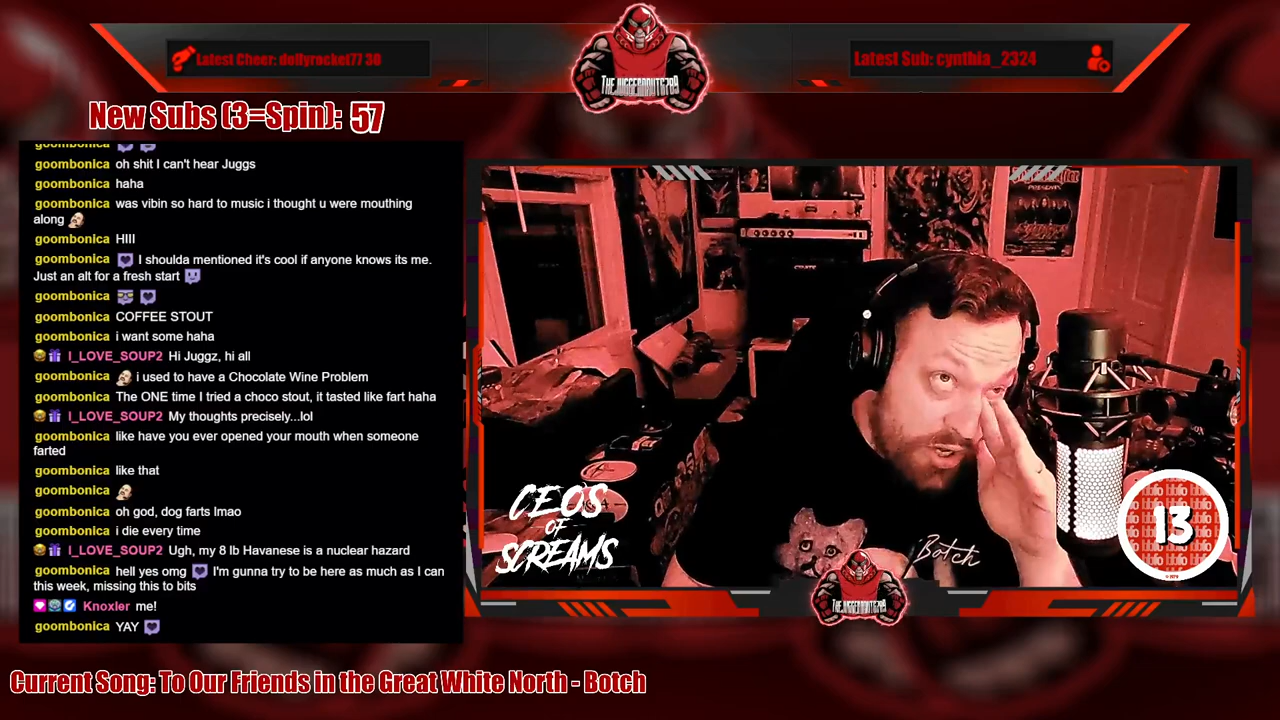 Latest Cheer: dollyrocket77 30
THEJUGGERNAUT6789
Latest Sub: cynthia_2324
New Subs (3=Spin): 57
goombonica
goombonica oh shit I can't hear Juggs
goombonica haha
goombonica was vibin so hard to music i thought u were mouthing
along
goombonica HIII
goombonica I shoulda mentioned it's cool if anyone knows its me.
Just an alt for a fresh start
goombonica
goombonica COFFEE STOUT
goombonica i want some haha
I_LOVE_SOUP2 Hi Juggz, hi all
goombonica i used to have a Chocolate Wine Problem
goombonica The ONE time I tried a choco stout, it tasted like fart haha
I_LOVE_SOUP2 My thoughts precisely...lol
goombonica like have you ever opened your mouth when someone
farted
goombonica like that
goombonica
goombonica oh god, dog farts lmao
goombonica i die every time
I_LOVE_SOUP2 Ugh, my 8 lb Havanese is a nuclear hazard
goombonica hell yes omg I'm gunna try to be here as much as I can
this week, missing this to bits
Knoxler me!
goombonica YAY
CEOS
OF
SCREAMS
Botch
13
THEJUGGERNAUT6789
Current Song: To Our Friends in the Great White North - Botch